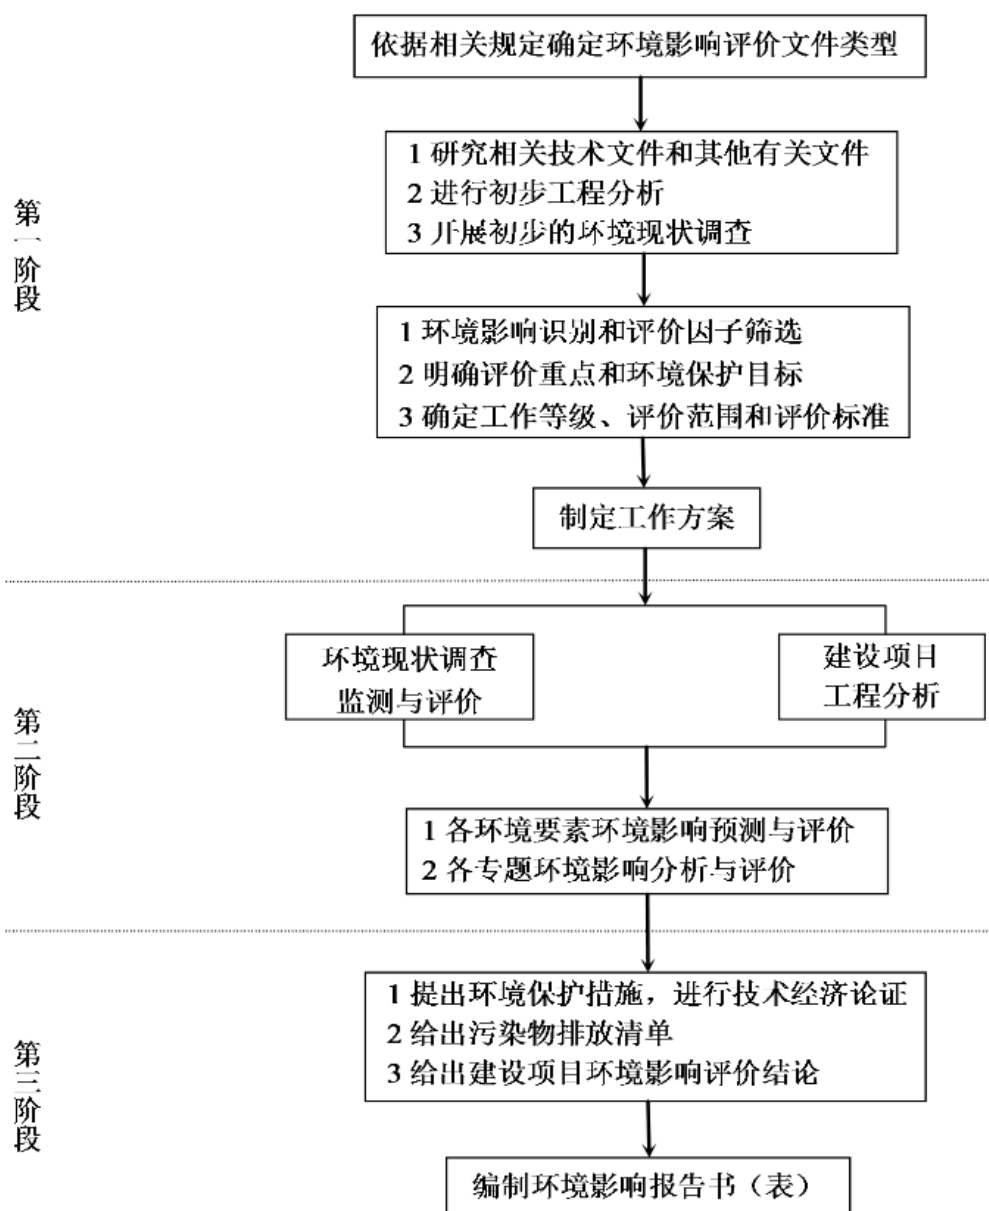 依据相关规定确定环境影响评价文件类型
1 研究相关技术文件和其他有关文件
2 进行初步工程分析
3 开展初步的环境现状调查
第一阶段
1 环境影响识别和评价因子筛选
2 明确评价重点和环境保护目标
3 确定工作等级、评价范围和评价标准
制定工作方案
环境现状调查
监测与评价
建设项目
工程分析
第二阶段
1 各环境要素环境影响预测与评价
2 各专题环境影响分析与评价
1 提出环境保护措施，进行技术经济论证
2 给出污染物排放清单
3 给出建设项目环境影响评价结论
第三阶段
编制环境影响报告书（表）